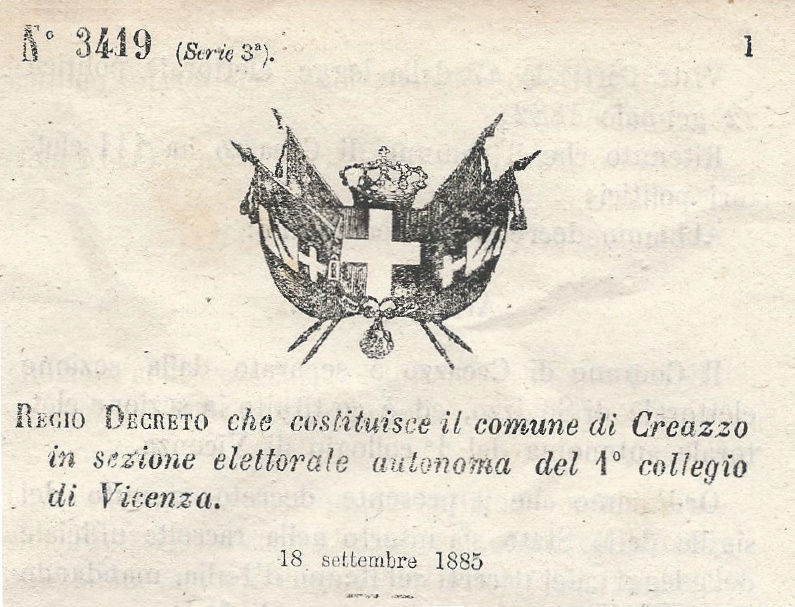 N° 3419 (Serie 3ª). 1
REGIO DECRETO che costituisce il comune di Creazzo
in sezione elettorale autonoma del 1° collegio
di Vicenza.
18 settembre 1885